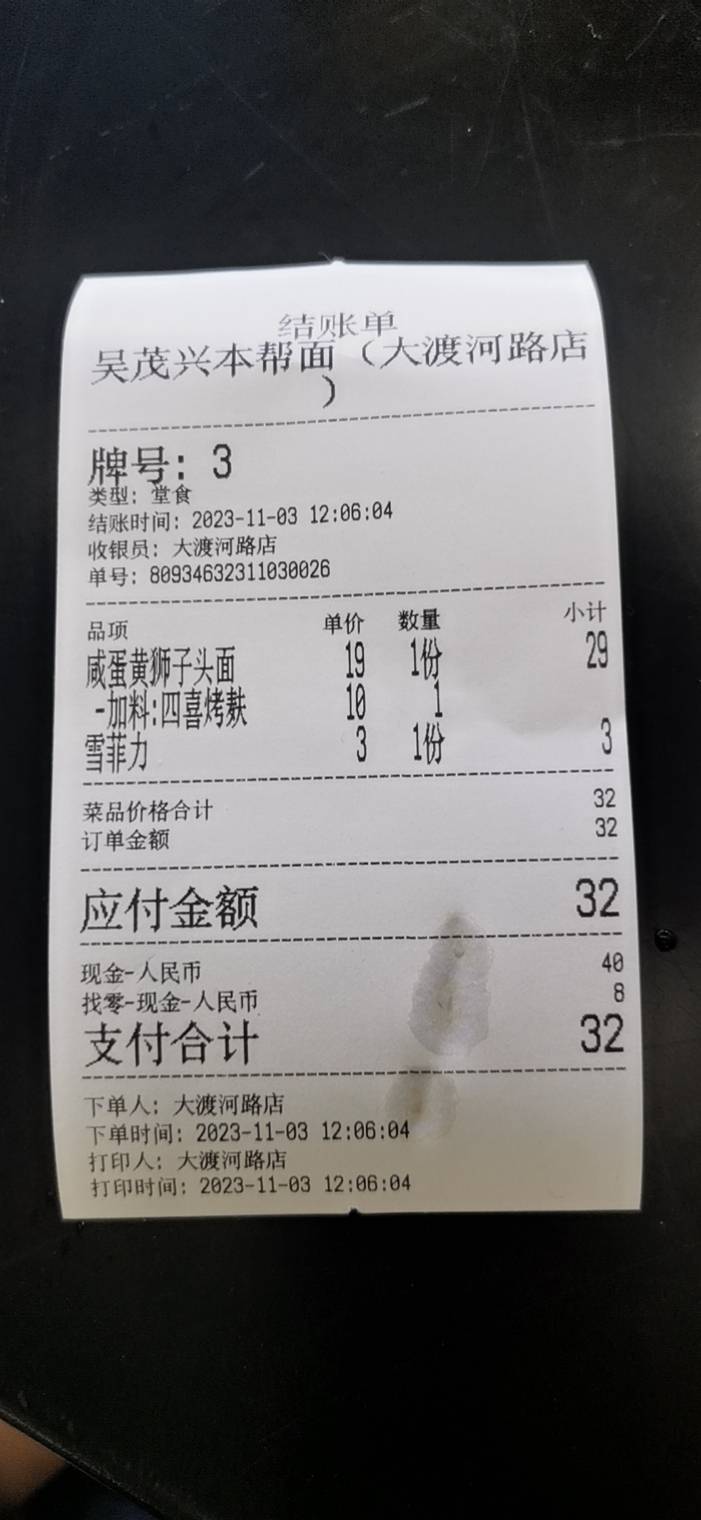 结账单
吴茂兴本帮面（大渡河路店
）
牌号: 3
类型: 堂食
结账时间: 2023-11-03 12:06:04
收银员: 大渡河路店
单号: 80934632311030026
品项 单价 数量 小计
咸蛋黄狮子头面 19 1份 29
-加料:四喜烤麸 10 1
雪菲力 3 1份 3
菜品价格合计 32
订单金额 32
应付金额 32
现金-人民币 40
找零-现金-人民币 8
支付合计 32
下单人: 大渡河路店
下单时间: 2023-11-03 12:06:04
打印人: 大渡河路店
打印时间: 2023-11-03 12:06:04